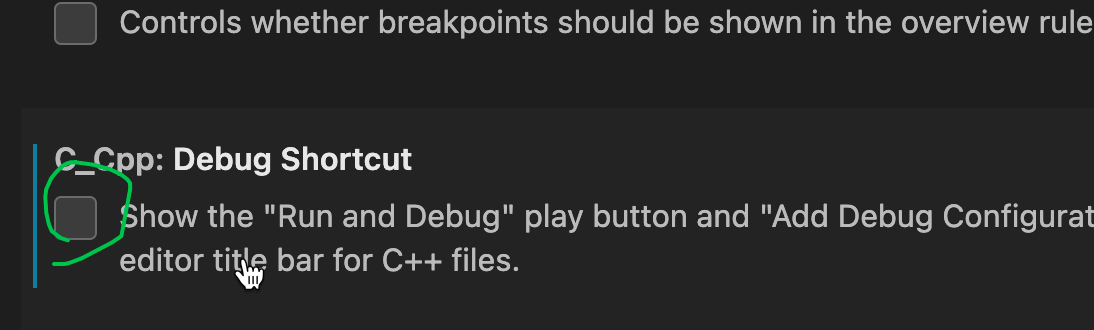 Controls whether breakpoints should be shown in the overview rule
C_Cpp: Debug Shortcut
Show the "Run and Debug" play button and "Add Debug Configurat
editor title bar for C++ files.